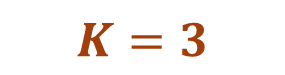 K = 3